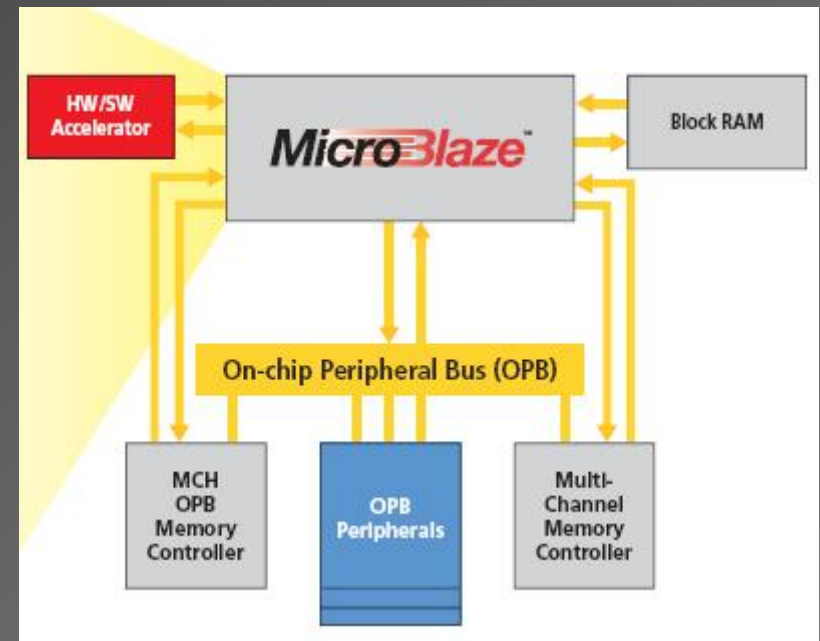 HW/SW
Accelerator
MicroBlaze™
Block RAM
On-chip Peripheral Bus (OPB)
MCH
OPB
Memory
Controller
OPB
Peripherals
Multi-
Channel
Memory
Controller